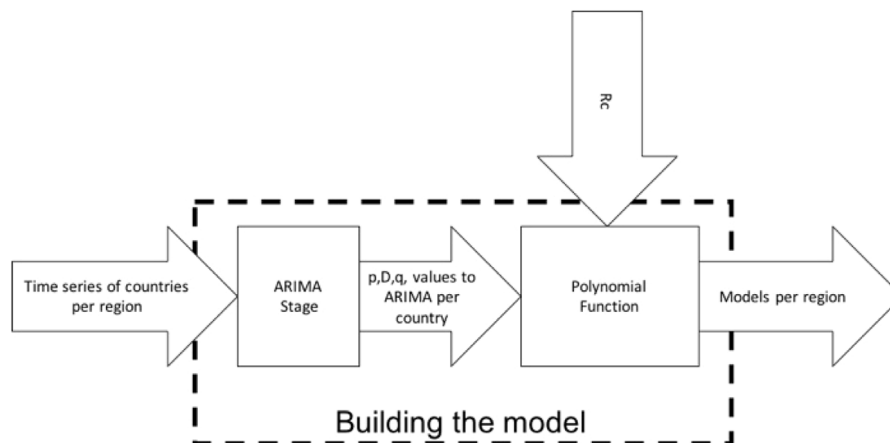 Rc
Time series of countries
per region
ARIMA
Stage
p,D,q, values to
ARIMA per
country
Polynomial
Function
Models per region
Building the model